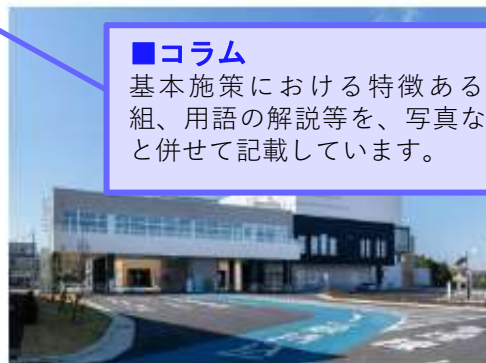 ■コラム
基本施策における特徴ある
組、用語の解説等を、写真な
と併せて記載しています。